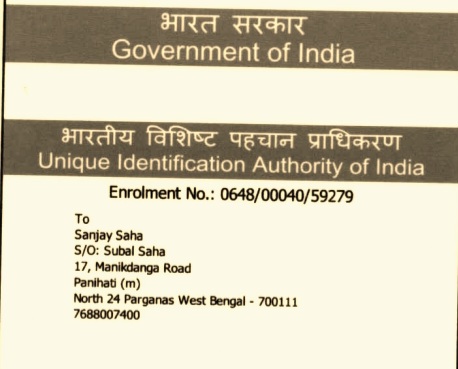 भारत सरकार
Government of India
भारतीय विशिष्ट पहचान प्राधिकरण
Unique Identification Authority of India
Enrolment No.: 0648/00040/59279
To
Sanjay Saha
S/O: Subal Saha
17, Manikdanga Road
Panihati (m)
North 24 Parganas West Bengal - 700111
7688007400